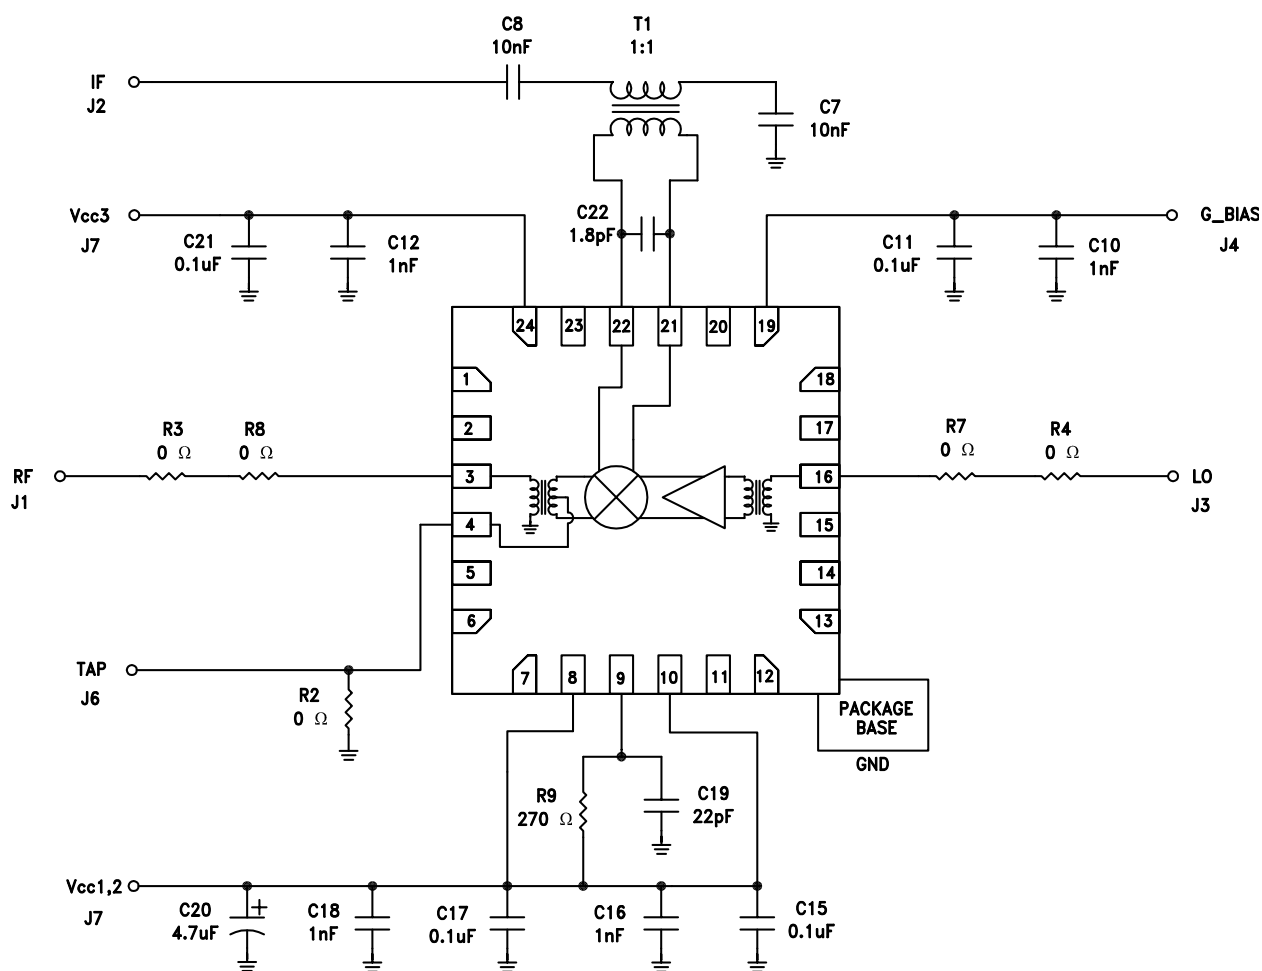 C8
10nF
T1
1:1
IF
J2
C7
10nF
Vcc3
J7
C21
0.1uF
C12
1nF
C22
1.8pF
C11
0.1uF
C10
1nF
G_BIAS
J4
24
23
22
21
20
19
1
2
3
4
5
6
18
17
16
15
14
13
R3
0 Ω
R8
0 Ω
RF
J1
R7
0 Ω
R4
0 Ω
LO
J3
TAP
J6
R2
0 Ω
7
8
9
10
11
12
PACKAGE
BASE
GND
R9
270 Ω
C19
22pF
Vcc1,2
J7
C20
4.7uF
+
C18
1nF
C17
0.1uF
C16
1nF
C15
0.1uF